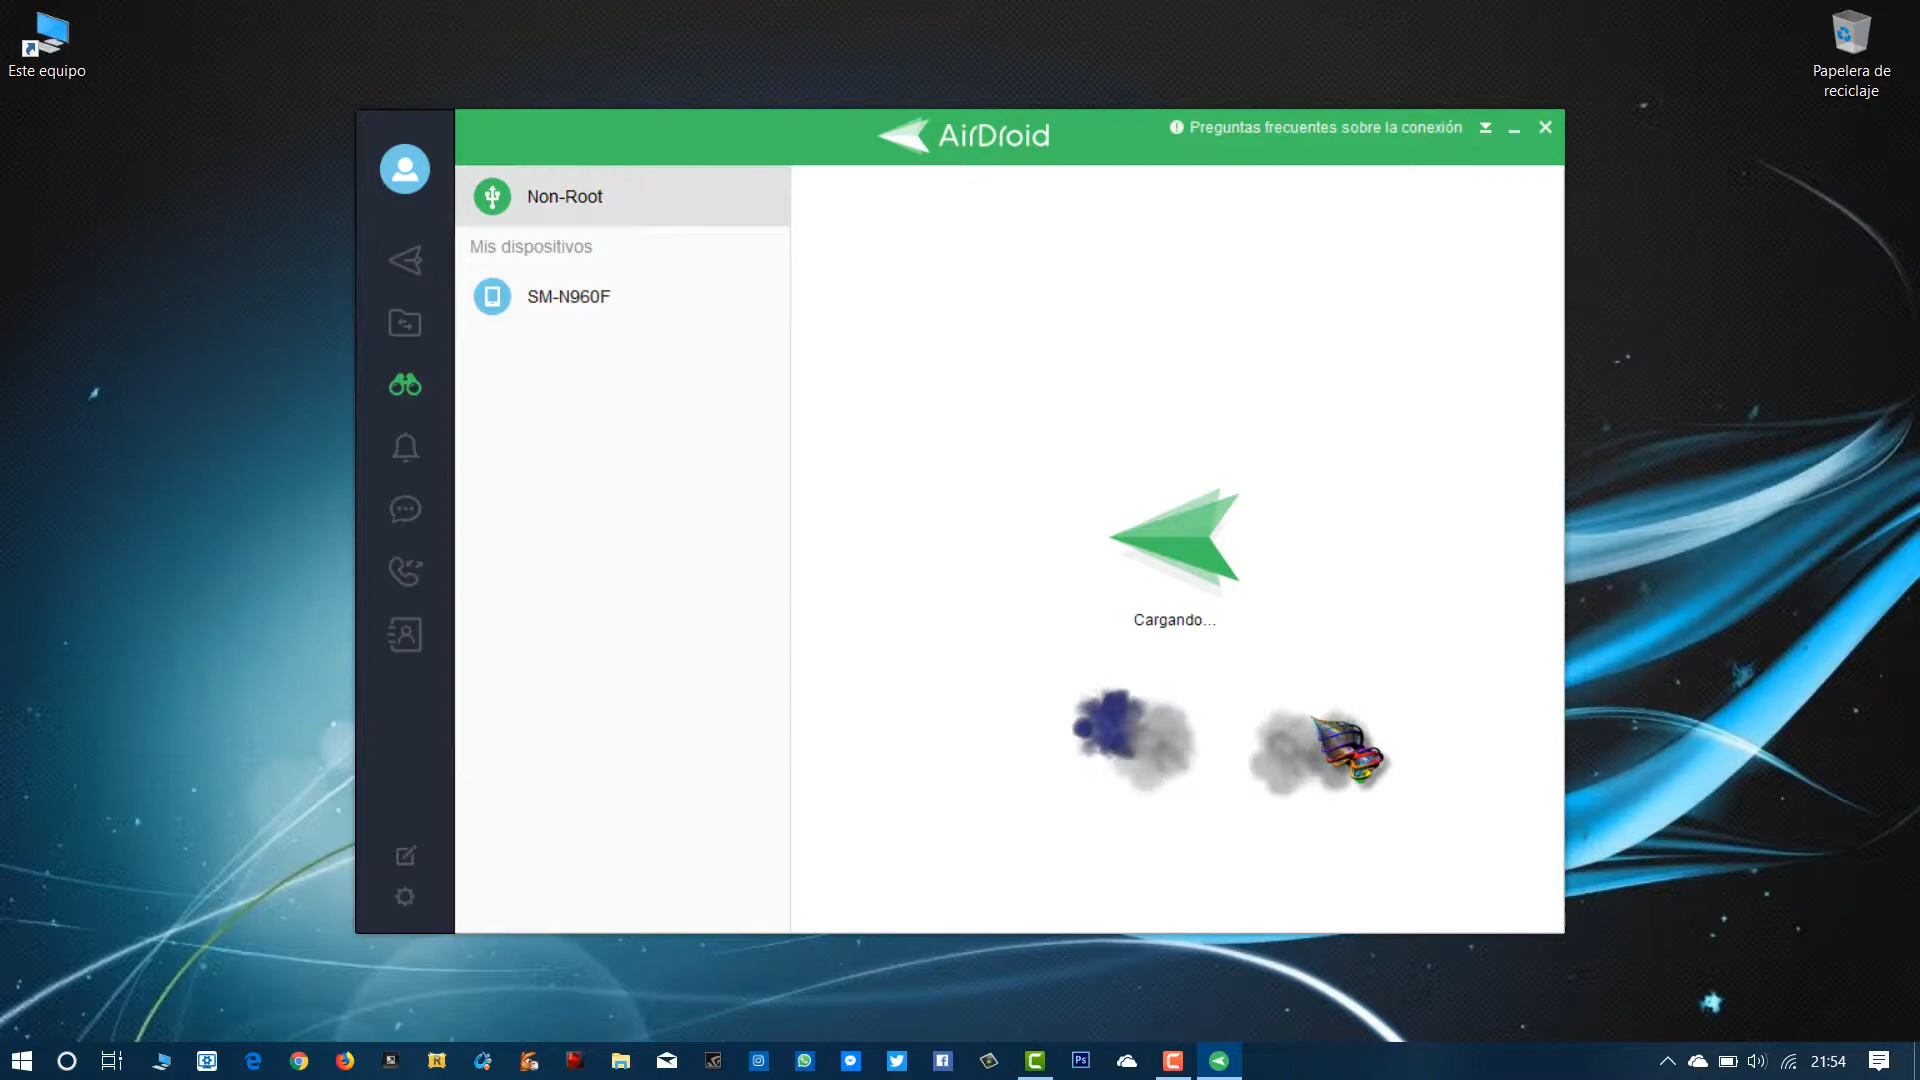 Este equipo
Papelera de
reciclaje
AirDroid
Preguntas frecuentes sobre la conexión
Non-Root
Mis dispositivos
SM-N960F
Cargando...
Ps
21:54